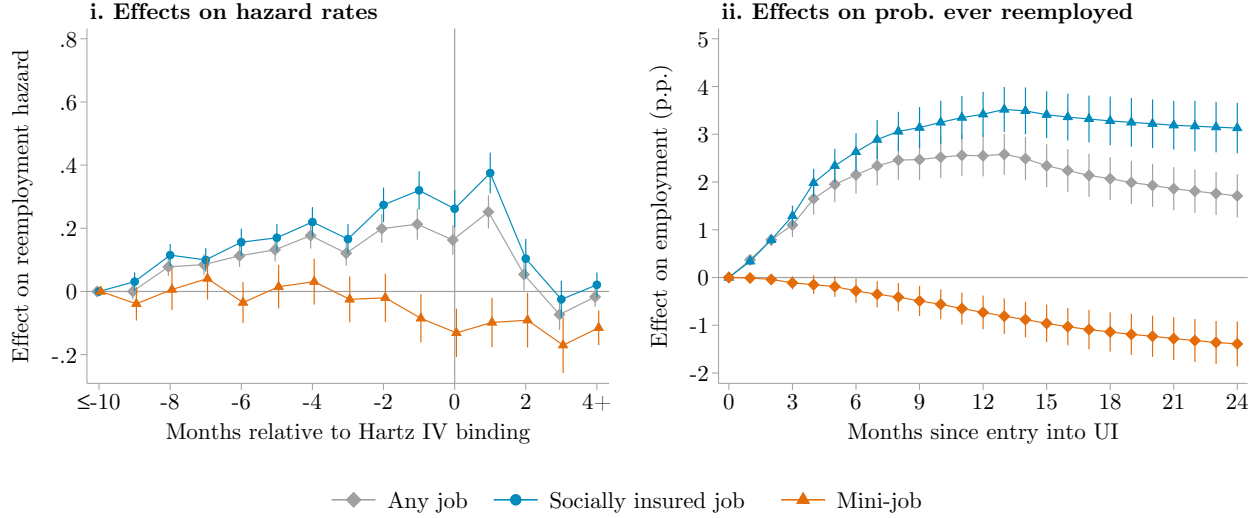 i. Effects on hazard rates
Effect on reemployment hazard
.8
.6
.4
.2
0
-.2
≤-10 -8 -6 -4 -2 0 2 4+
Months relative to Hartz IV binding
ii. Effects on prob. ever reemployed
Effect on employment (p.p.)
5
4
3
2
1
0
-1
-2
0 3 6 9 12 15 18 21 24
Months since entry into UI
Any job Socially insured job Mini-job